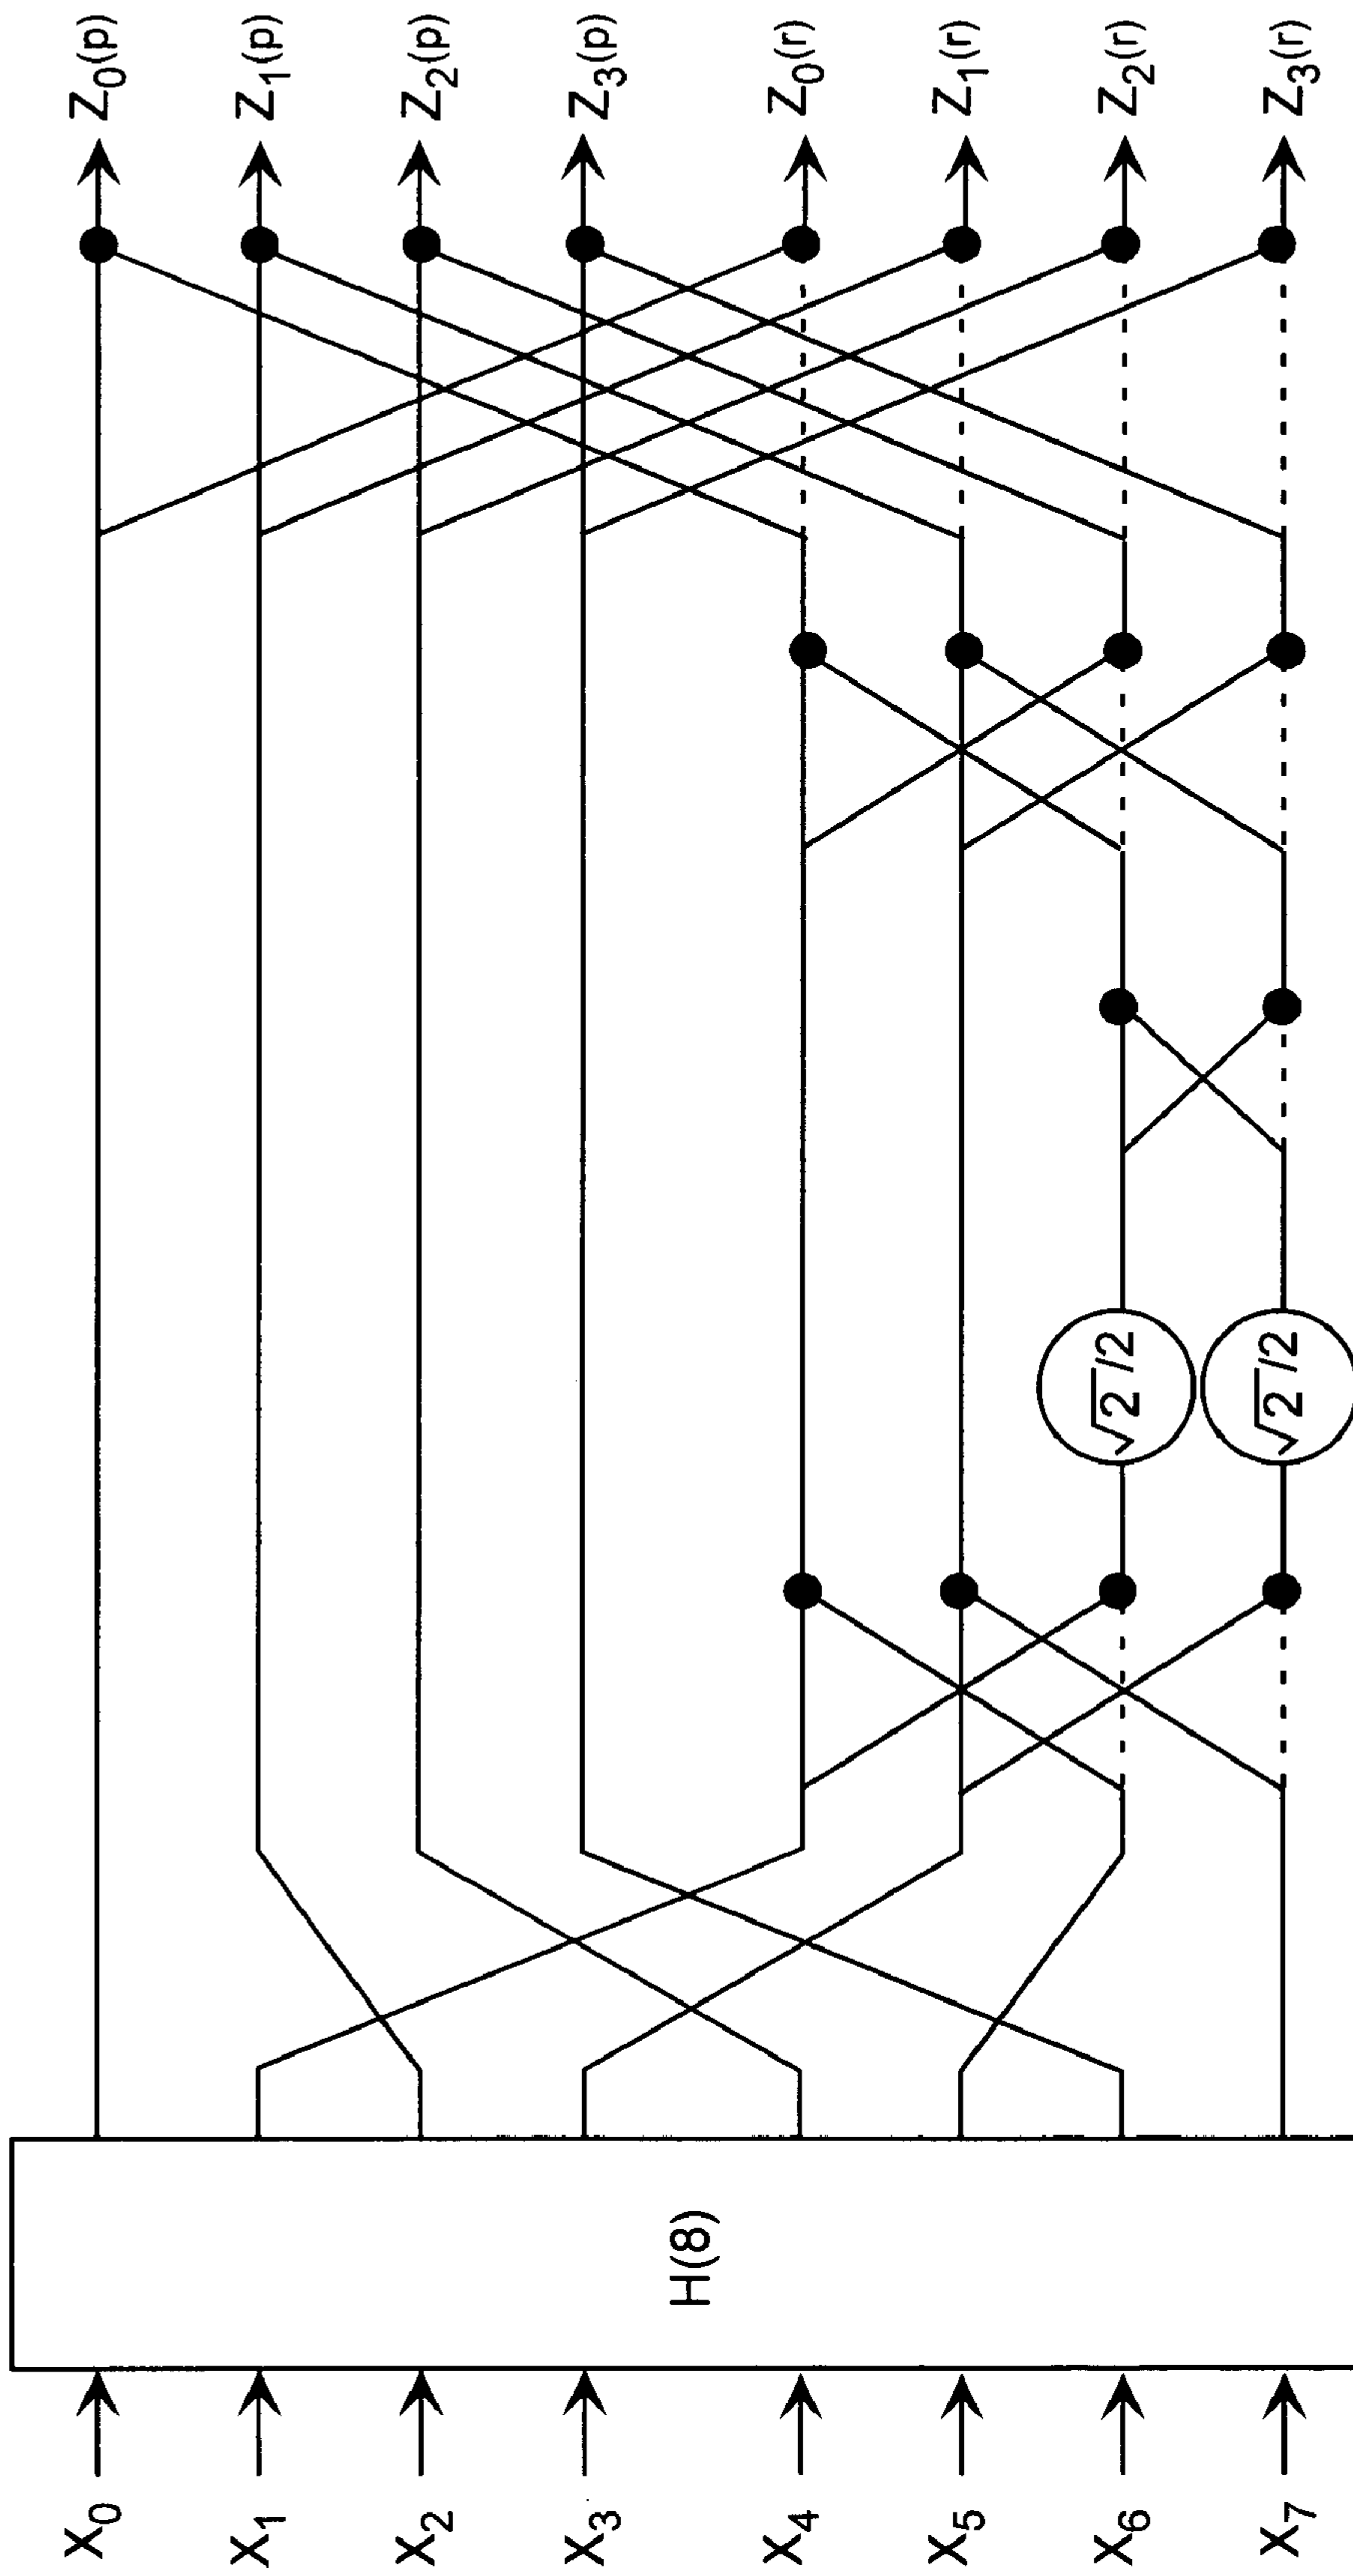 X₀
X₁
X₂
X₃
X₄
X₅
X₆
X₇
H(8)
√2/2
√2/2
Z₀(p)
Z₁(p)
Z₂(p)
Z₃(p)
Z₀(r)
Z₁(r)
Z₂(r)
Z₃(r)